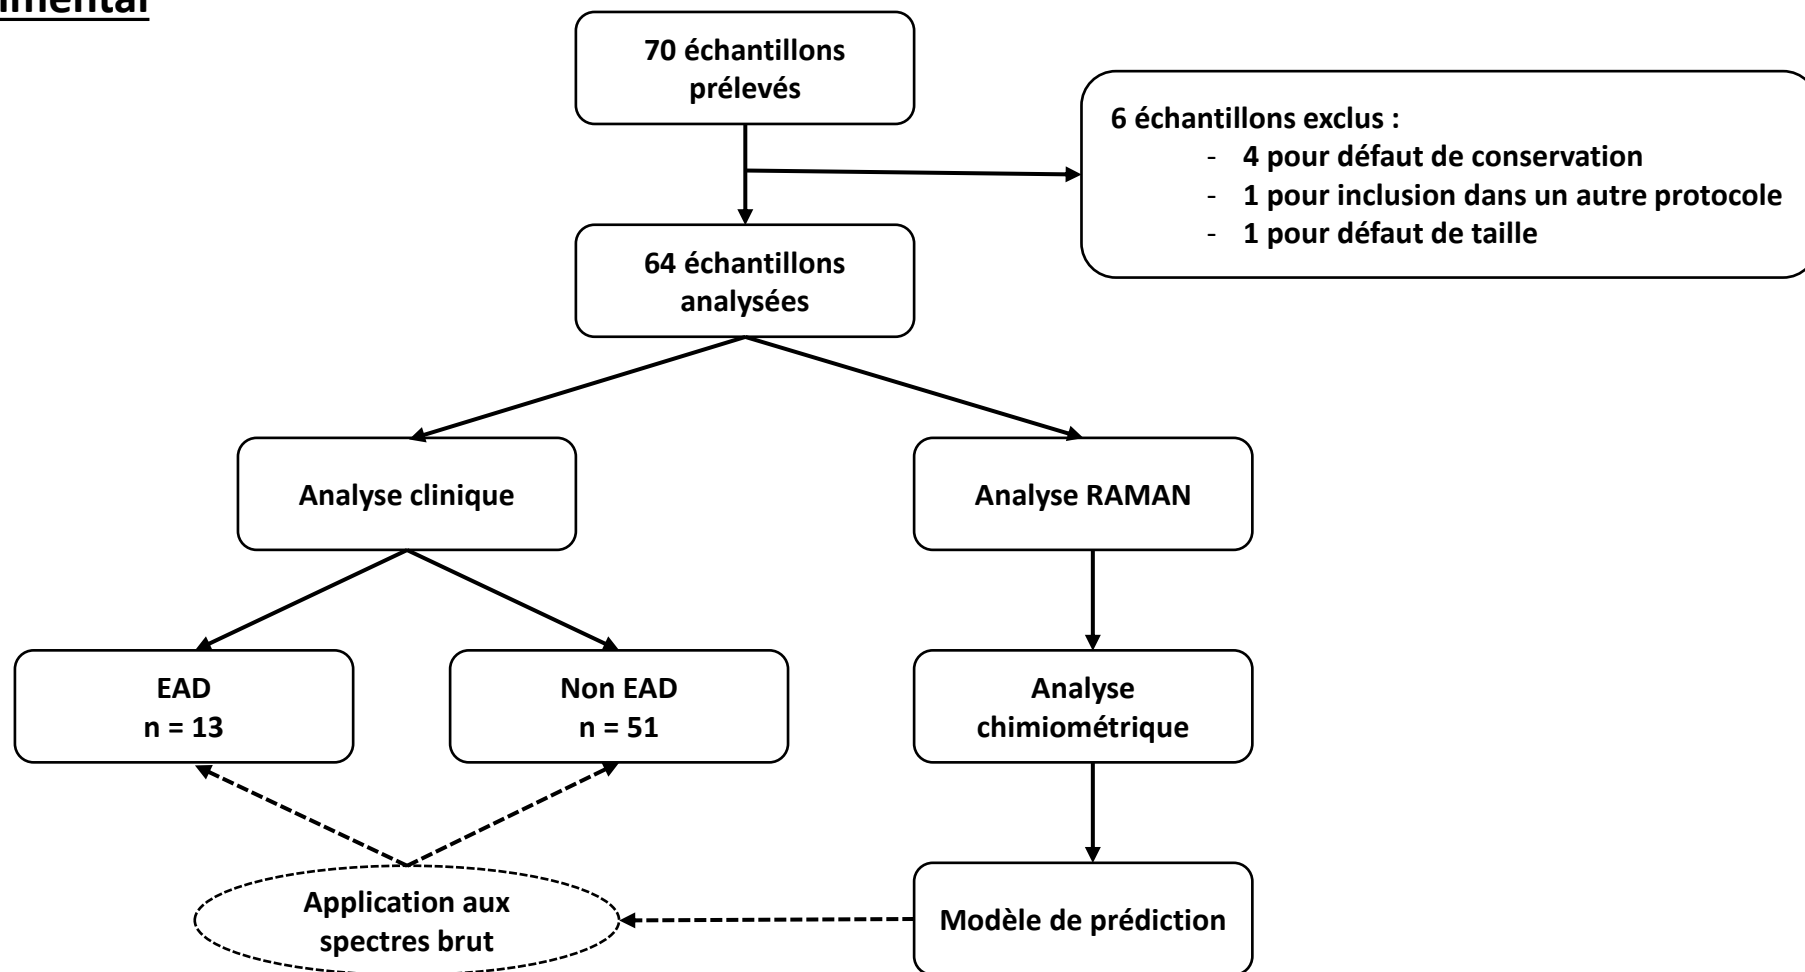 70 échantillons
prélevés
6 échantillons exclus :
- 4 pour défaut de conservation
- 1 pour inclusion dans un autre protocole
- 1 pour défaut de taille
64 échantillons
analysées
Analyse clinique
Analyse RAMAN
EAD
n = 13
Non EAD
n = 51
Analyse
chimiométrique
Application aux
spectres brut
Modèle de prédiction